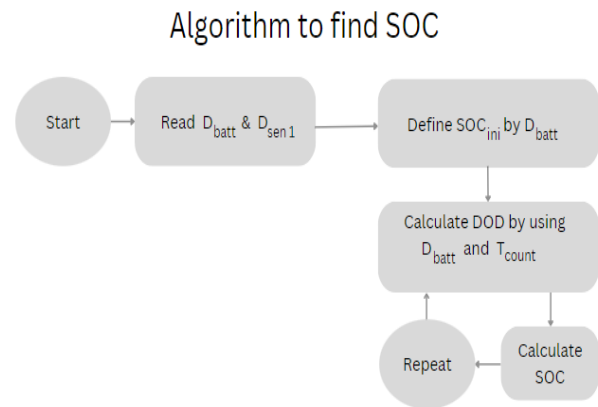 Algorithm to find SOC
Start
Read D_batt & D_sen 1
Define SOC_ini by D_batt
Calculate DOD by using
D_batt and T_count
Calculate
SOC
Repeat